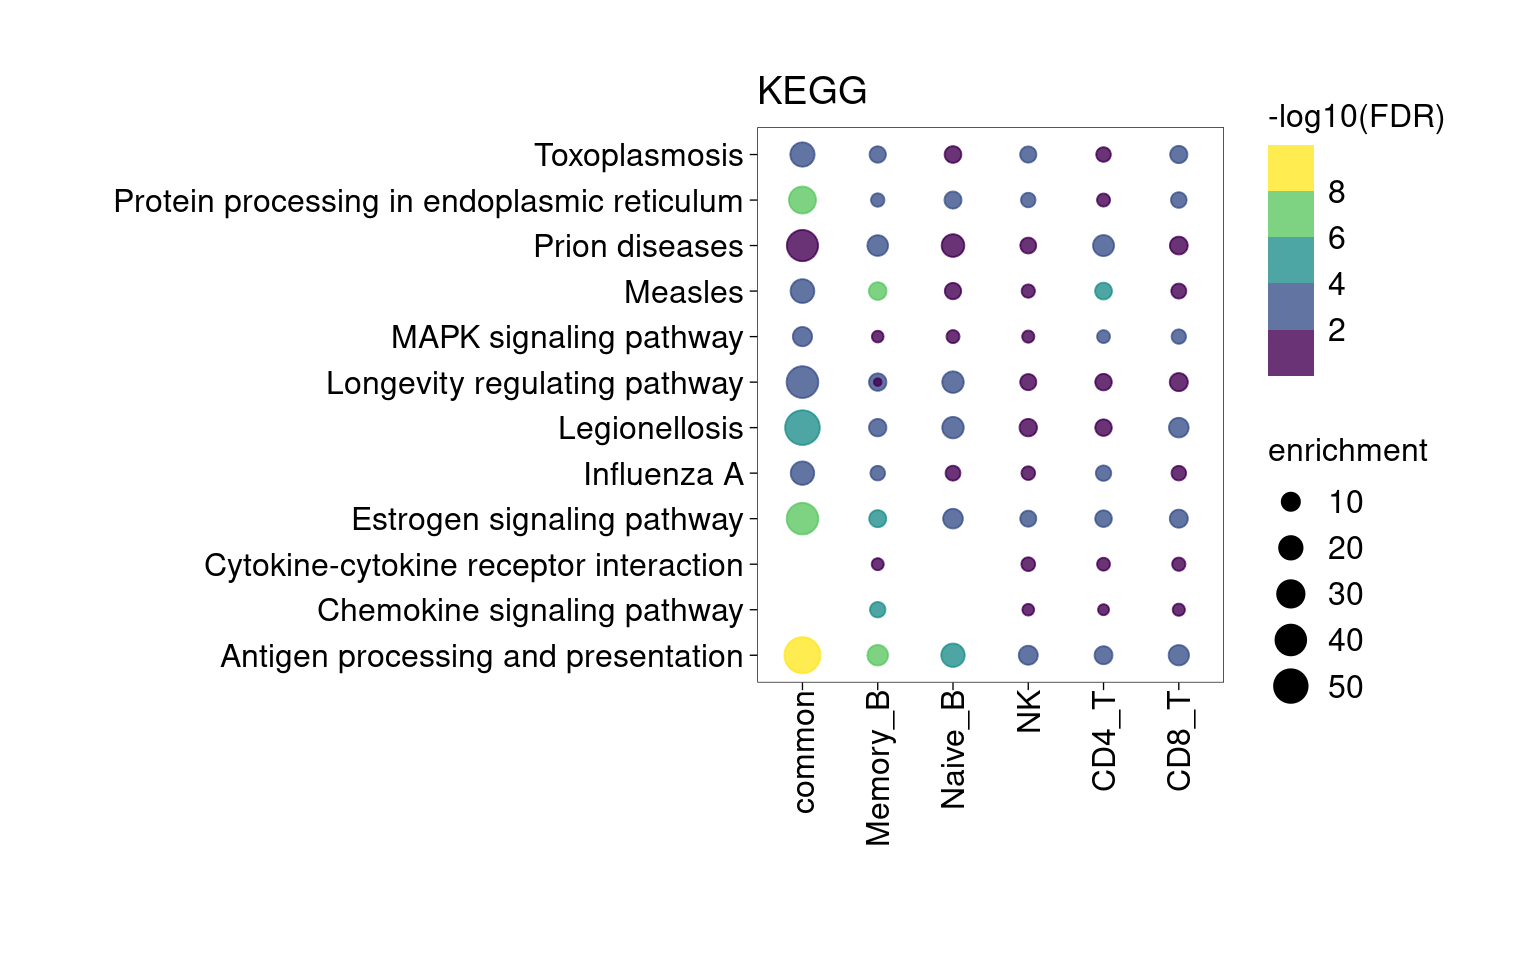 KEGG
Toxoplasmosis
Protein processing in endoplasmic reticulum
Prion diseases
Measles
MAPK signaling pathway
Longevity regulating pathway
Legionellosis
Influenza A
Estrogen signaling pathway
Cytokine-cytokine receptor interaction
Chemokine signaling pathway
Antigen processing and presentation
common
Memory_B
Naive_B
NK
CD4_T
CD8_T
-log10(FDR)
8
6
4
2
enrichment
10
20
30
40
50